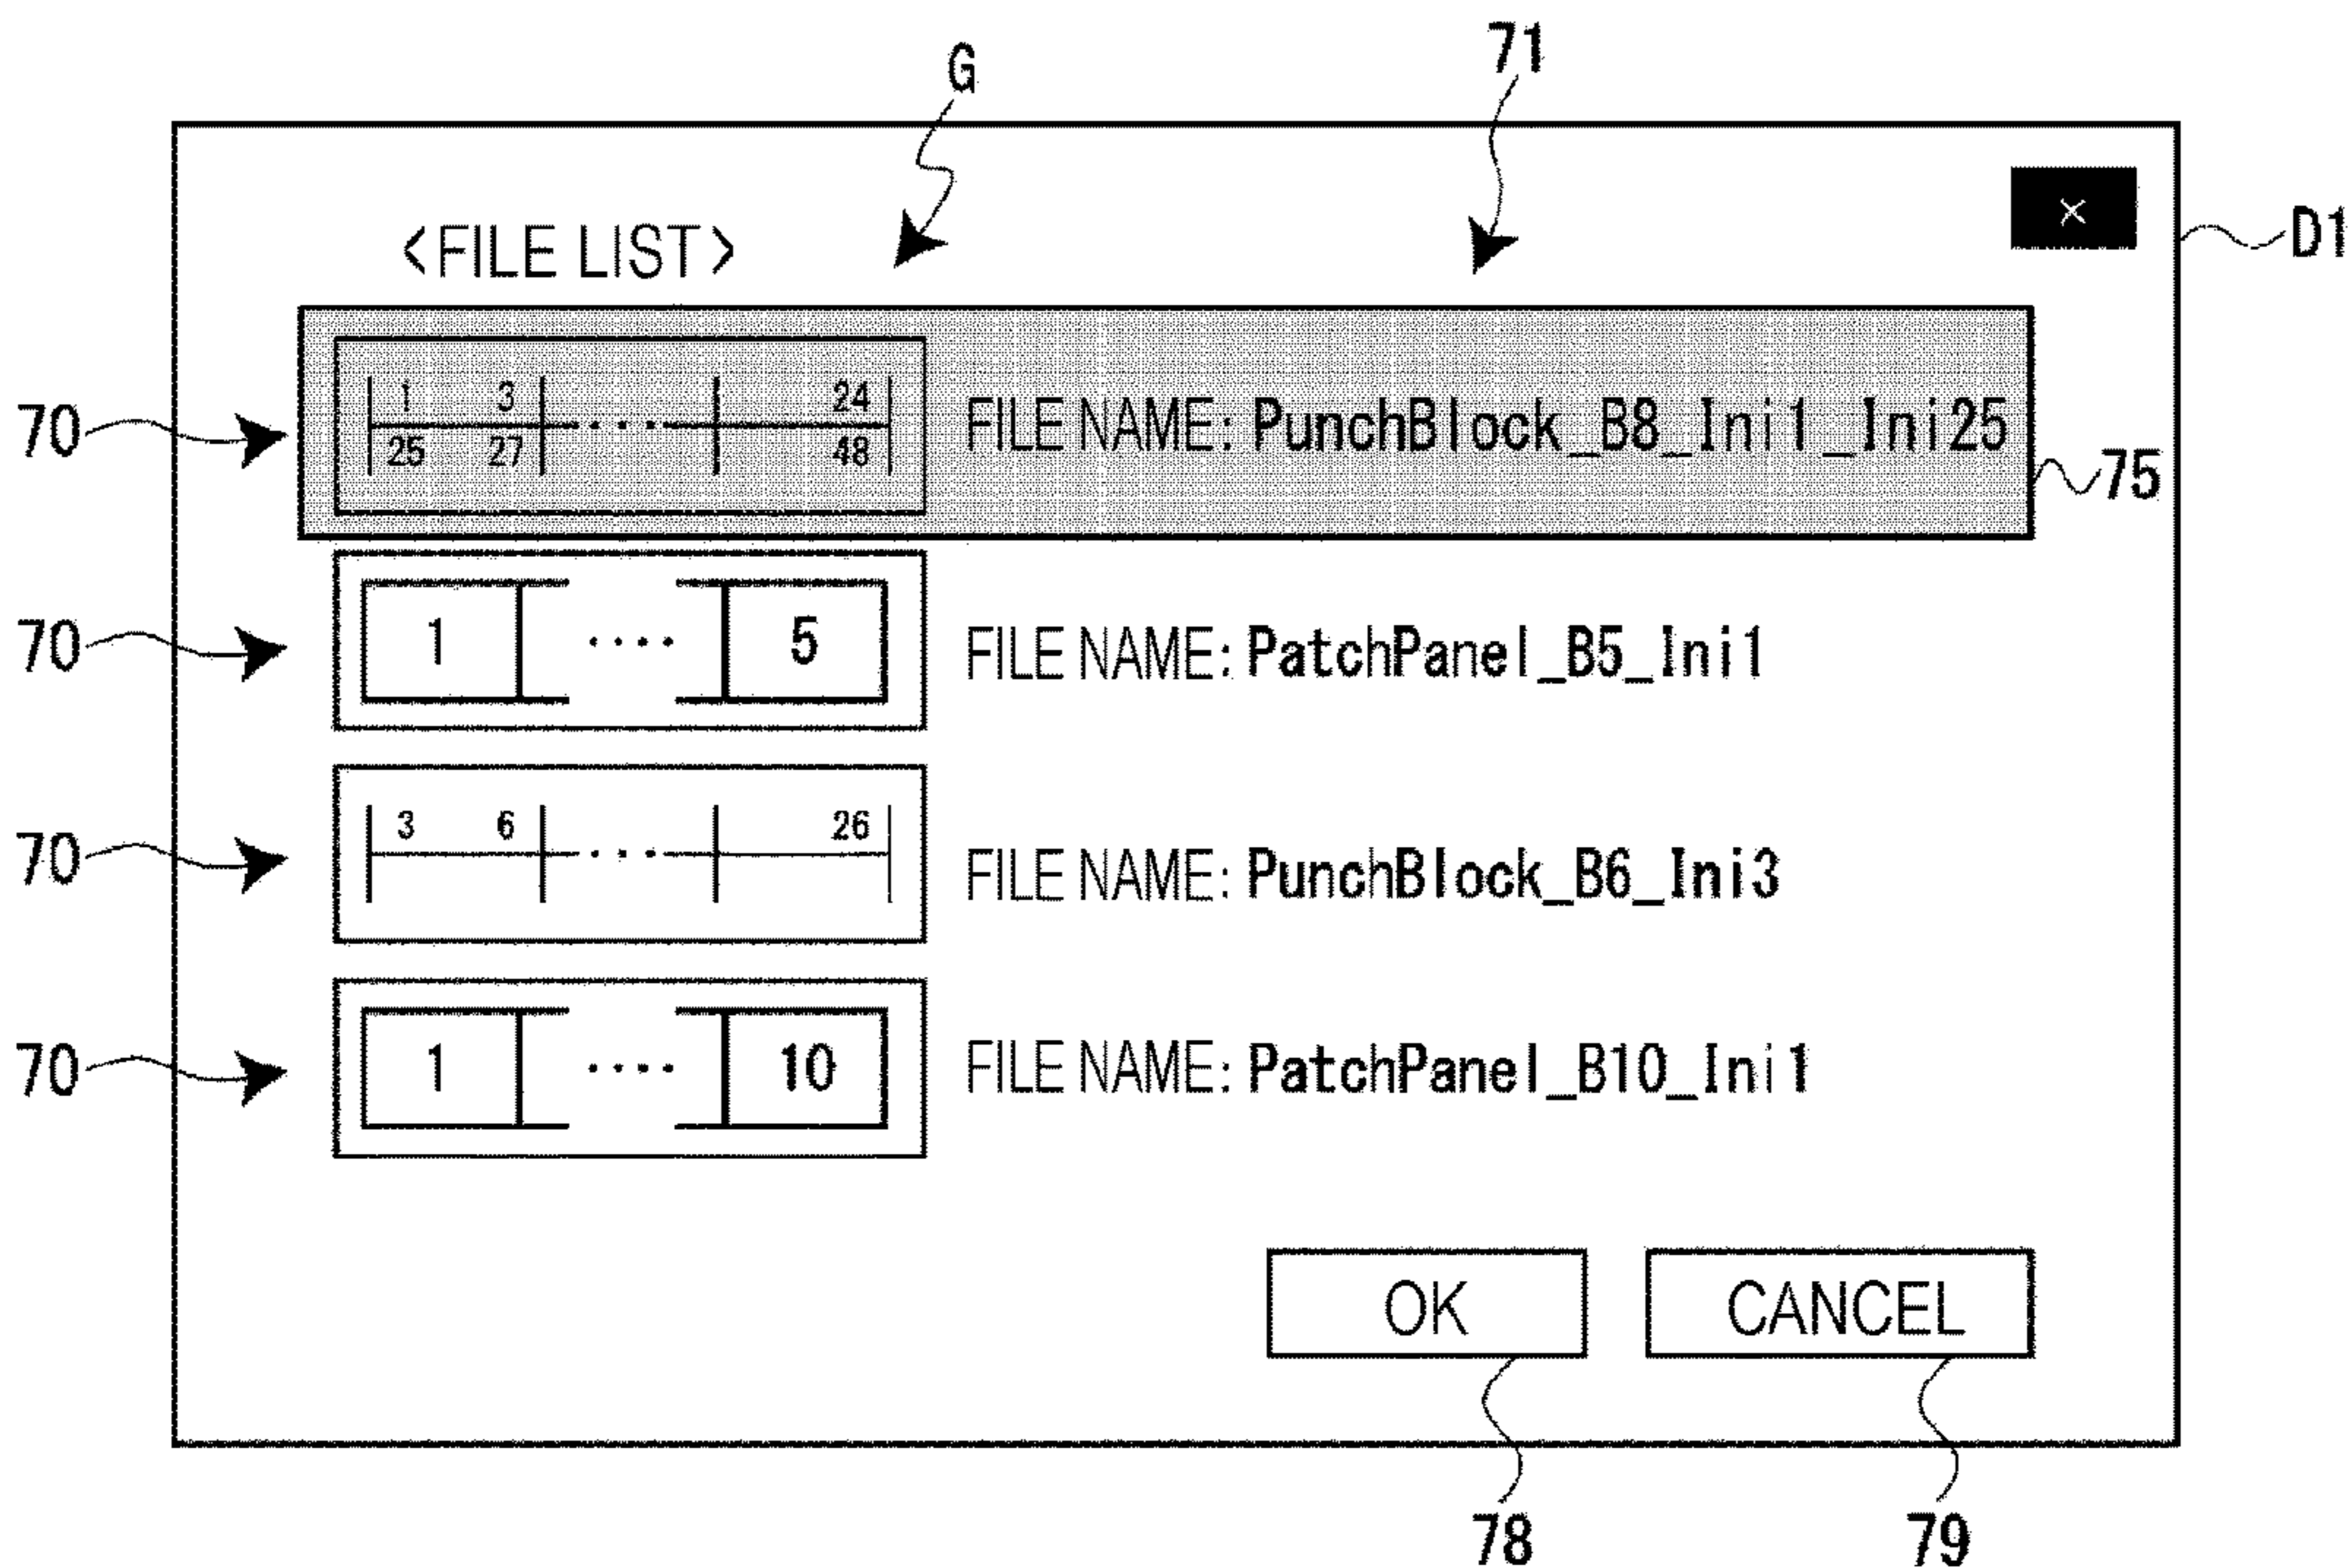 G 71
× D1
<FILE LIST>
70 1 3 24 FILE NAME: PunchBlock_B8_Ini1_Ini25
25 27 48
75
70 1 ···· 5 FILE NAME: PatchPanel_B5_Ini1
70 3 6 26 FILE NAME: PunchBlock_B6_Ini3
70 1 ···· 10 FILE NAME: PatchPanel_B10_Ini1
OK CANCEL
78 79